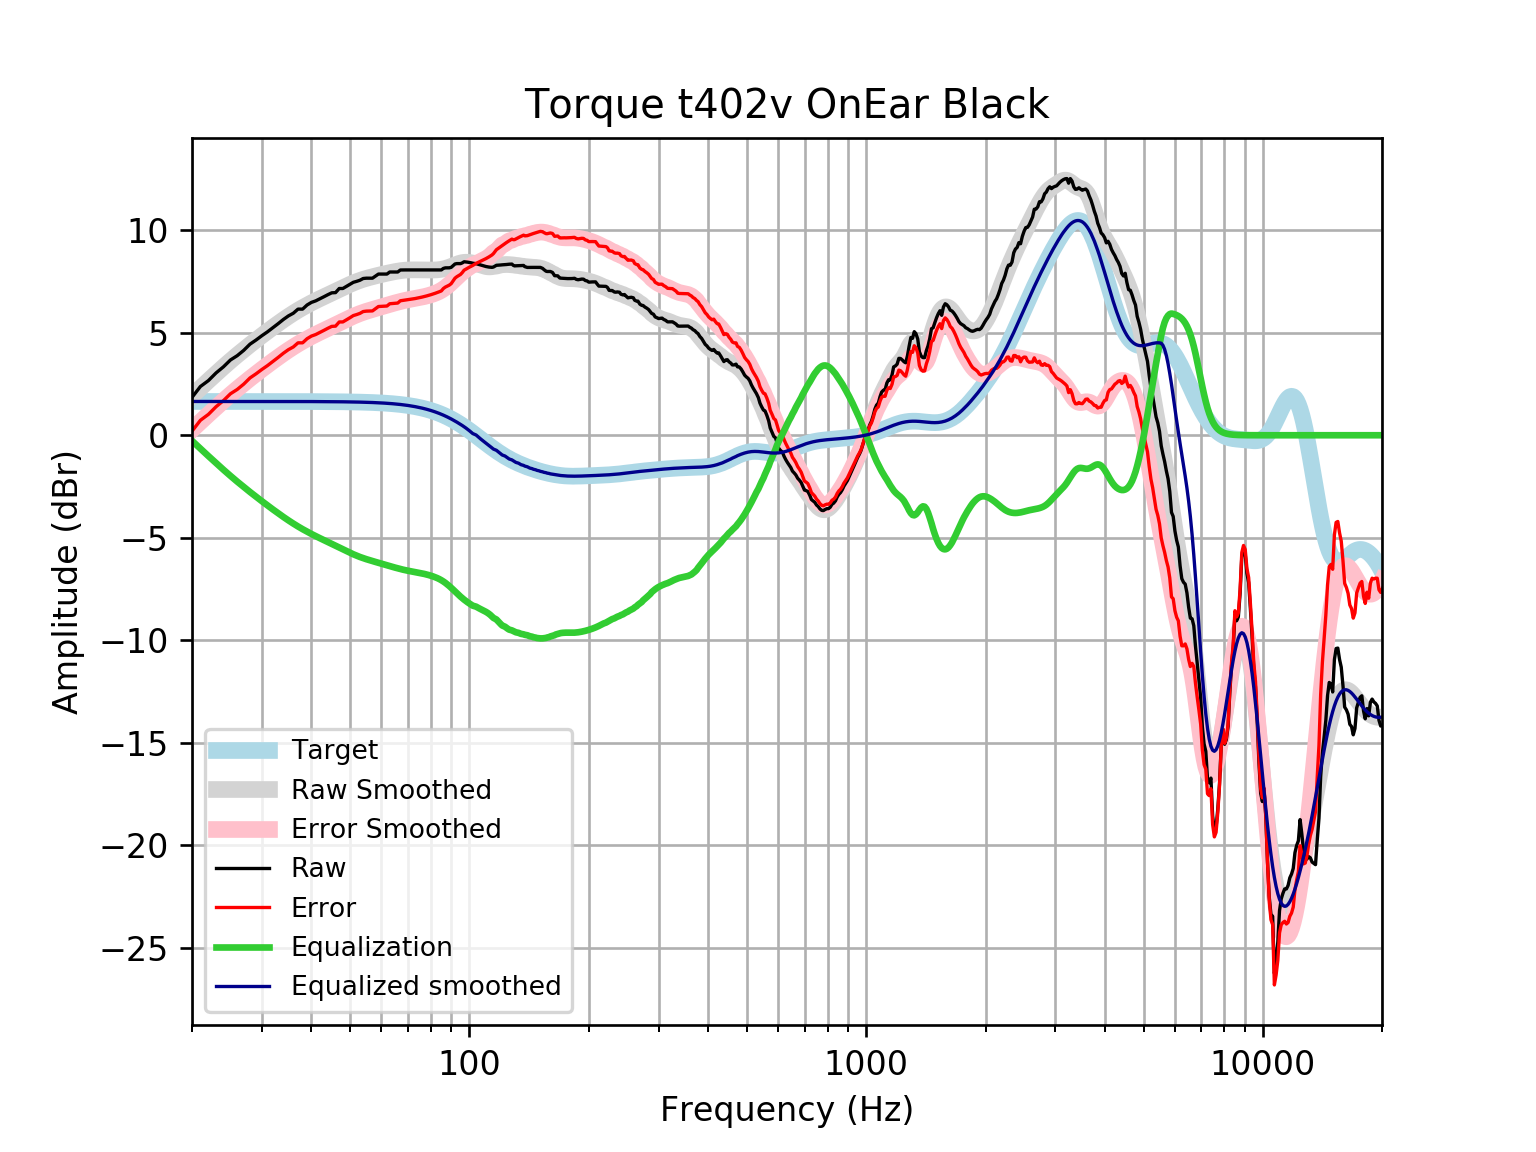 Torque t402v OnEar Black
Amplitude (dBr)
10
5
0
−5
−10
−15
−20
−25
Target
Raw Smoothed
Error Smoothed
Raw
Error
Equalization
Equalized smoothed
100
1000
10000
Frequency (Hz)